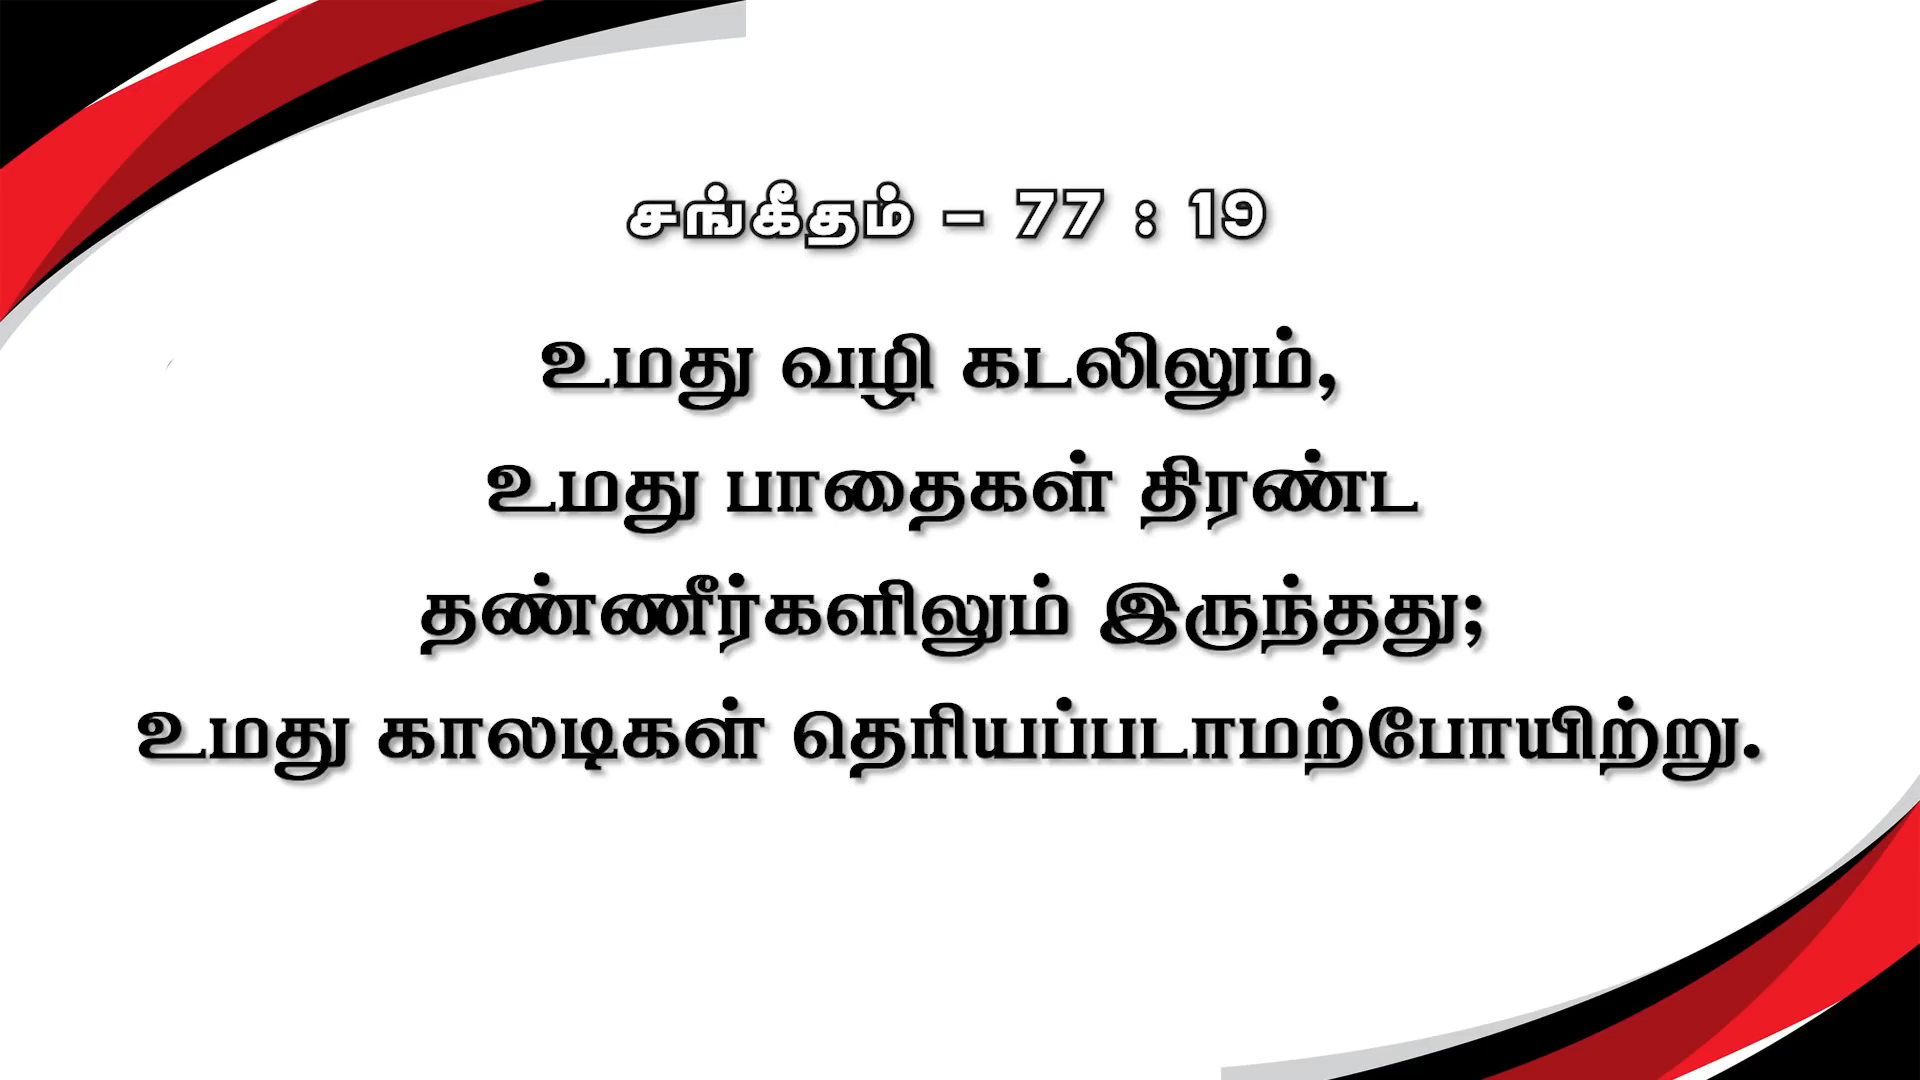 சங்கீதம் – 77 : 19
உமது வழி கடலிலும்,
உமது பாதைகள் திரண்ட
தண்ணீர்களிலும் இருந்தது;
உமது காலடிகள் தெரியப்படாமற்போயிற்று.